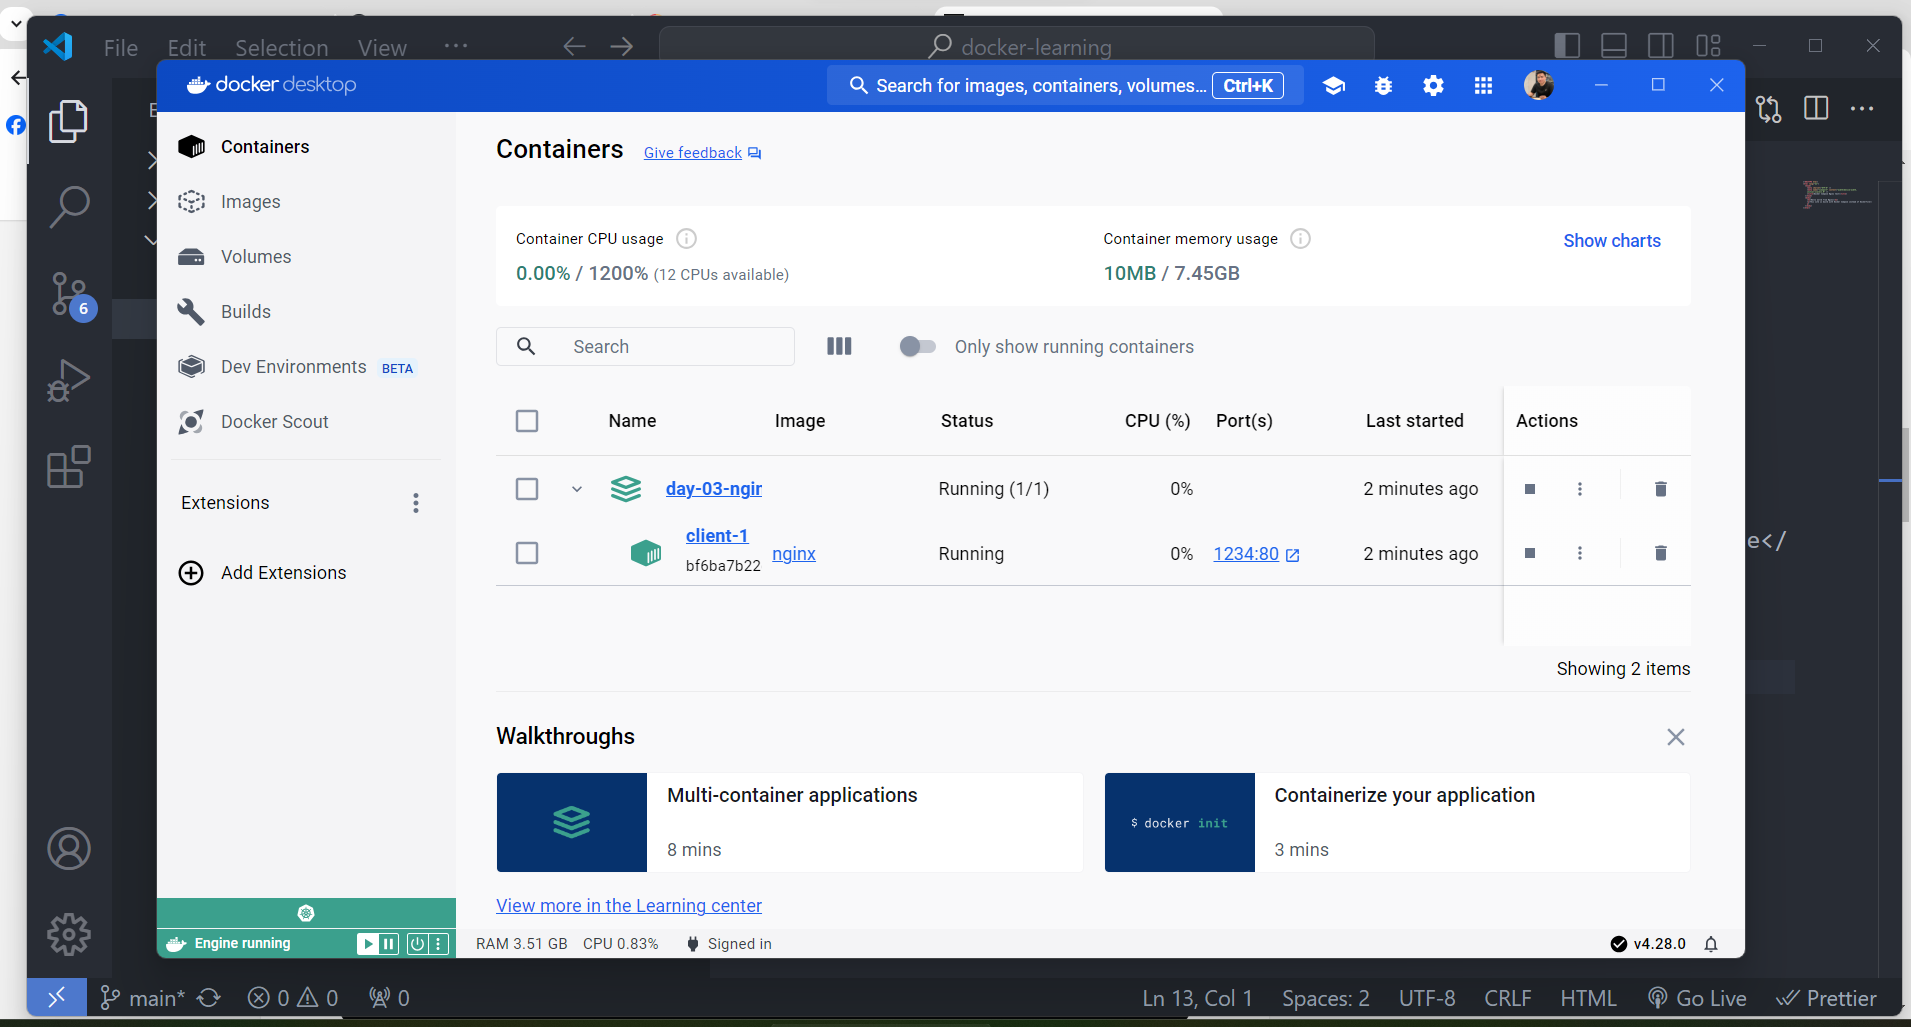 File Edit Selection View ... docker-learning
docker desktop
Search for images, containers, volumes... Ctrl+K
Containers
Images
Volumes
Builds
Dev Environments BETA
Docker Scout
Extensions
Add Extensions
Containers Give feedback
Container CPU usage
0.00% / 1200% (12 CPUs available)
Container memory usage
10MB / 7.45GB
Show charts
Search
Only show running containers
Name Image Status CPU (%) Port(s) Last started Actions
day-03-ngin Running (1/1) 0% 2 minutes ago
client-1
bf6ba7b22
nginx Running 0% 1234:80 2 minutes ago
Showing 2 items
Walkthroughs
Multi-container applications
8 mins
$ docker init
Containerize your application
3 mins
View more in the Learning center
Engine running
RAM 3.51 GB CPU 0.83% Signed in
v4.28.0
6
e</
main* 0 0 0
Ln 13, Col 1 Spaces: 2 UTF-8 CRLF HTML Go Live Prettier